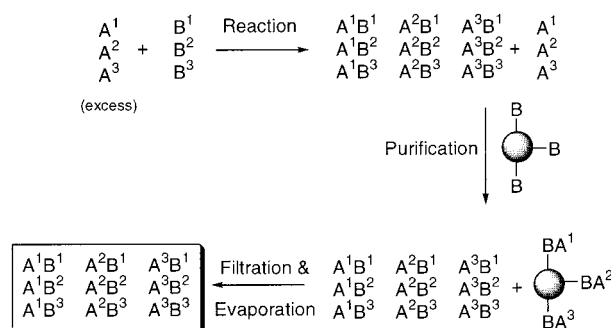 A¹ + B¹ Reaction A¹B¹ A²B¹ A³B¹ + A¹
A² B² A¹B² A²B² A³B² A²
A³ B³ A¹B³ A²B³ A³B³ A³
(excess)
B
Purification B
B
A¹B¹ A²B¹ A³B¹ Filtration & A¹B¹ A²B¹ A³B¹ + BA¹
A¹B² A²B² A³B² Evaporation A¹B² A²B² A³B² BA²
A¹B³ A²B³ A³B³ A¹B³ A²B³ A³B³ BA³